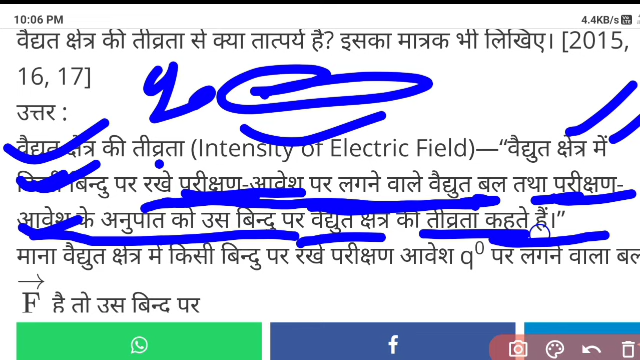 10:06 PM 4.4KB/s
वैद्यत क्षेत्र की तीव्रता से क्या तात्पर्य है? इसका मात्रक भी लिखिए। [2015,
16, 17]
उत्तर :
वैद्युत क्षेत्र की तीव्रता (Intensity of Electric Field)—“वैद्युत क्षेत्र में
किसी बिन्दु पर रखे परीक्षण-आवेश पर लगने वाले वैद्युत बल तथा परीक्षण-
आवेश के अनुपात को उस बिन्दु पर वैद्युत क्षेत्र की तीव्रता कहते हैं।”
माना वैद्युत क्षेत्र में किसी बिन्दु पर रखे परीक्षण आवेश q⁰ पर लगने वाला बल
F है तो उस बिन्द पर